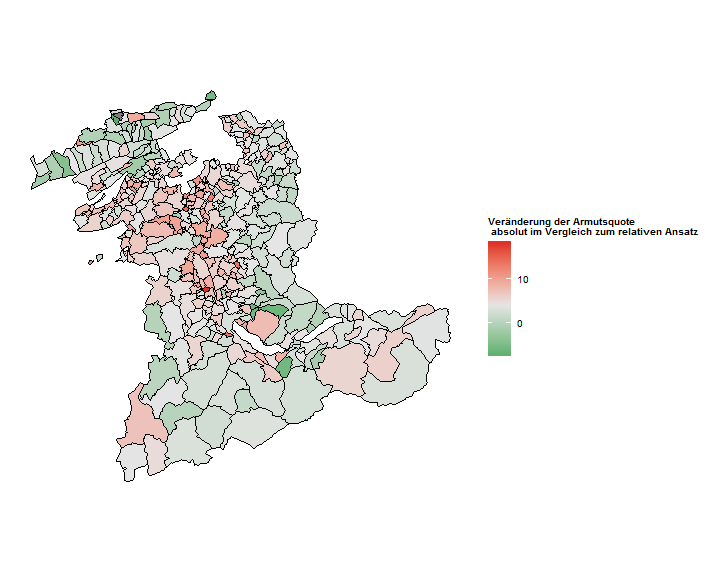 Veränderung der Armutsquote
absolut im Vergleich zum relativen Ansatz
10
0